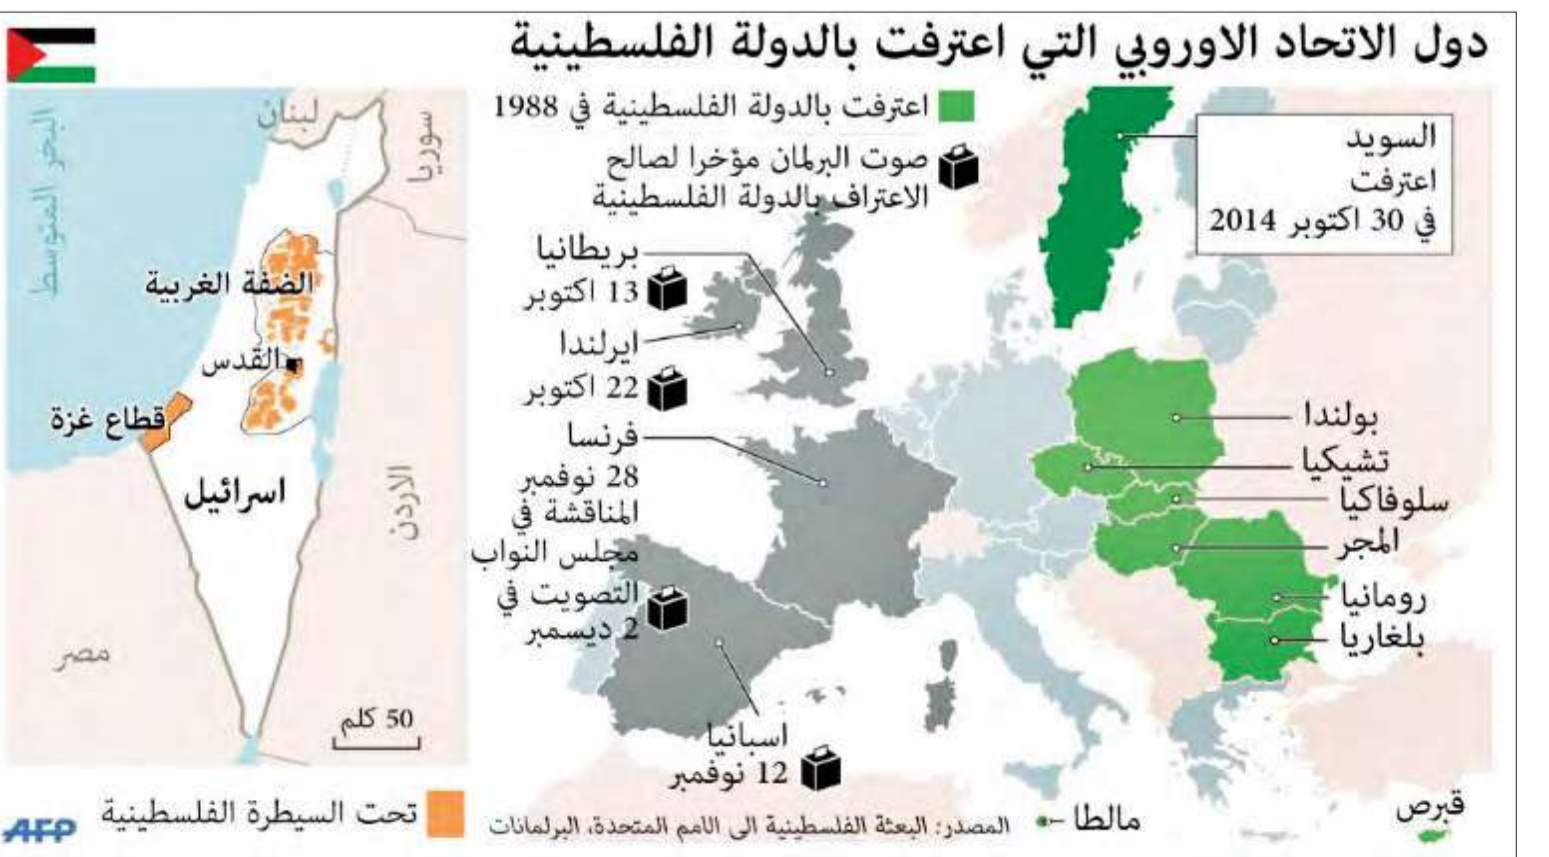 دول الاتحاد الاوروبي التي اعترفت بالدولة الفلسطينية
اعترفت بالدولة الفلسطينية في 1988
صوت البرلمان مؤخرا لصالح
الاعتراف بالدولة الفلسطينية
السويد
اعترفت
في 30 اكتوبر 2014
بريطانيا
13 اكتوبر
ايرلندا
22 اكتوبر
فرنسا
28 نوفمبر
المناقشة في
مجلس النواب
التصويت في
2 ديسمبر
اسبانيا
12 نوفمبر
بولندا
تشيكيا
سلوفاكيا
المجر
رومانيا
بلغاريا
قبرص
مالطا
المصدر: البعثة الفلسطينية الى الامم المتحدة، البرلمانات
البحر المتوسط
لبنان
سوريا
الضفة الغربية
القدس
قطاع غزة
اسرائيل
الاردن
مصر
50 كلم
تحت السيطرة الفلسطينية
AFP